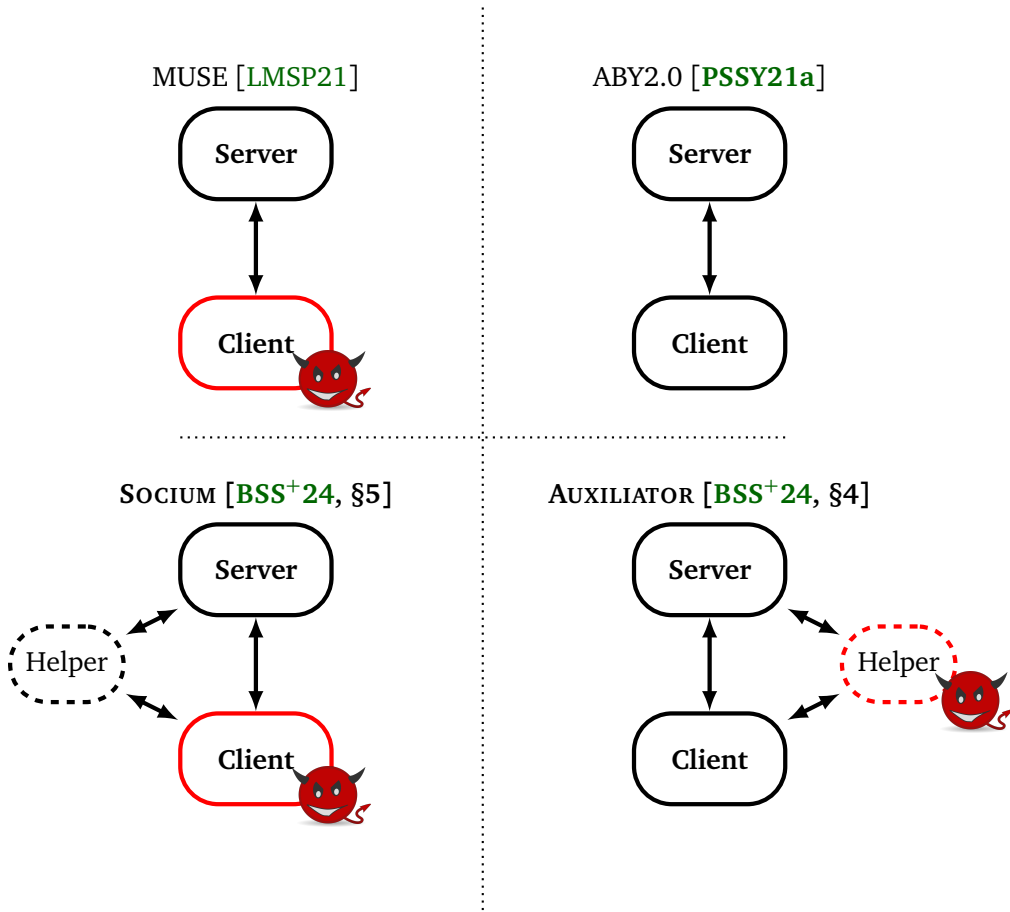 MUSE [LMSP21]
Server
Client
ABY2.0 [PSSY21a]
Server
Client
SOCIUM [BSS+24, §5]
Server
Helper
Client
AUXILIATOR [BSS+24, §4]
Server
Helper
Client